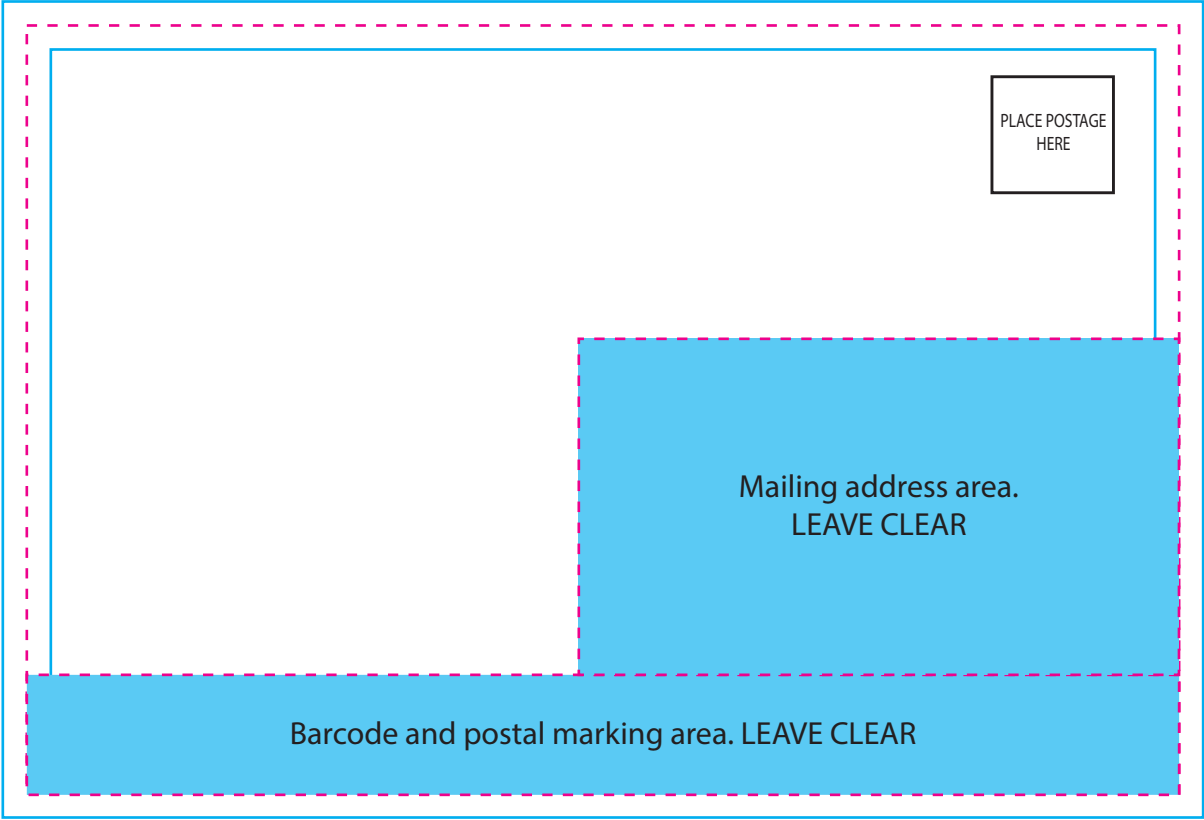 PLACE POSTAGE
HERE
Mailing address area.
LEAVE CLEAR
Barcode and postal marking area. LEAVE CLEAR